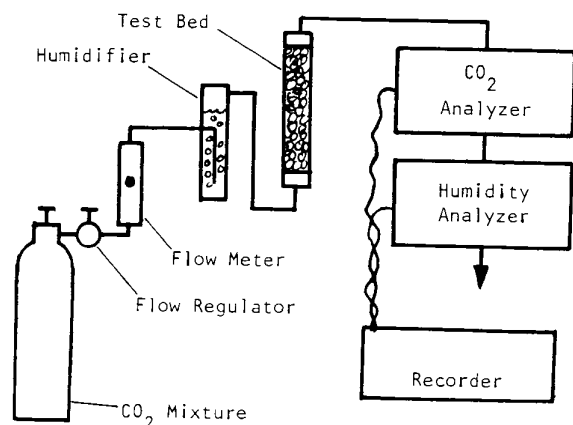 Test Bed
Humidifier
CO2
Analyzer
Humidity
Analyzer
Flow Meter
Flow Regulator
Recorder
CO2 Mixture